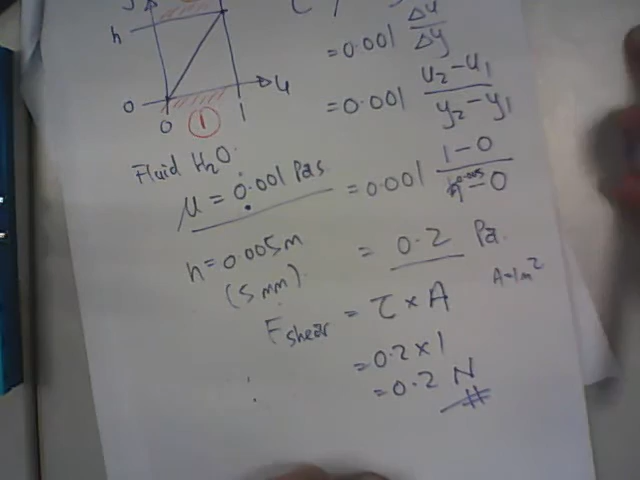 h
0
u
0
1
1
Fluid H2O
μ = 0.001 Pas
h = 0.005m
(5 mm)
= 0.001 Δu/Δy
= 0.001 u2-u1/y2-y1
= 0.001 1-0/0.005-0
= 0.2 Pa.
A=1m²
Fshear = τ × A
= 0.2 × 1
= 0.2 N